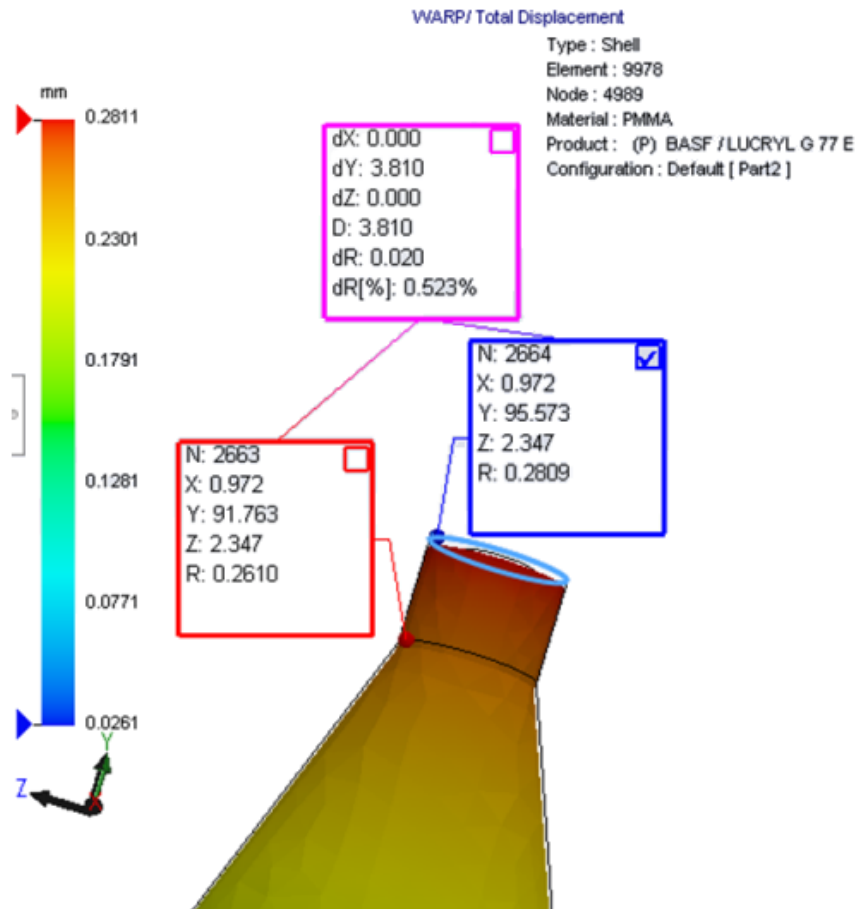 WARP/ Total Displacement
Type : Shell
Element : 9978
Node : 4989
Material : PMMA
Product : (P) BASF / LUCRYL G 77 E
Configuration : Default [ Part2 ]
mm
0.2811
0.2301
0.1791
0.1281
0.0771
0.0261
dX: 0.000
dY: 3.810
dZ: 0.000
D: 3.810
dR: 0.020
dR[%]: 0.523%
N: 2664
X: 0.972
Y: 95.573
Z: 2.347
R: 0.2809
N: 2663
X: 0.972
Y: 91.763
Z: 2.347
R: 0.2610
Y
Z
X